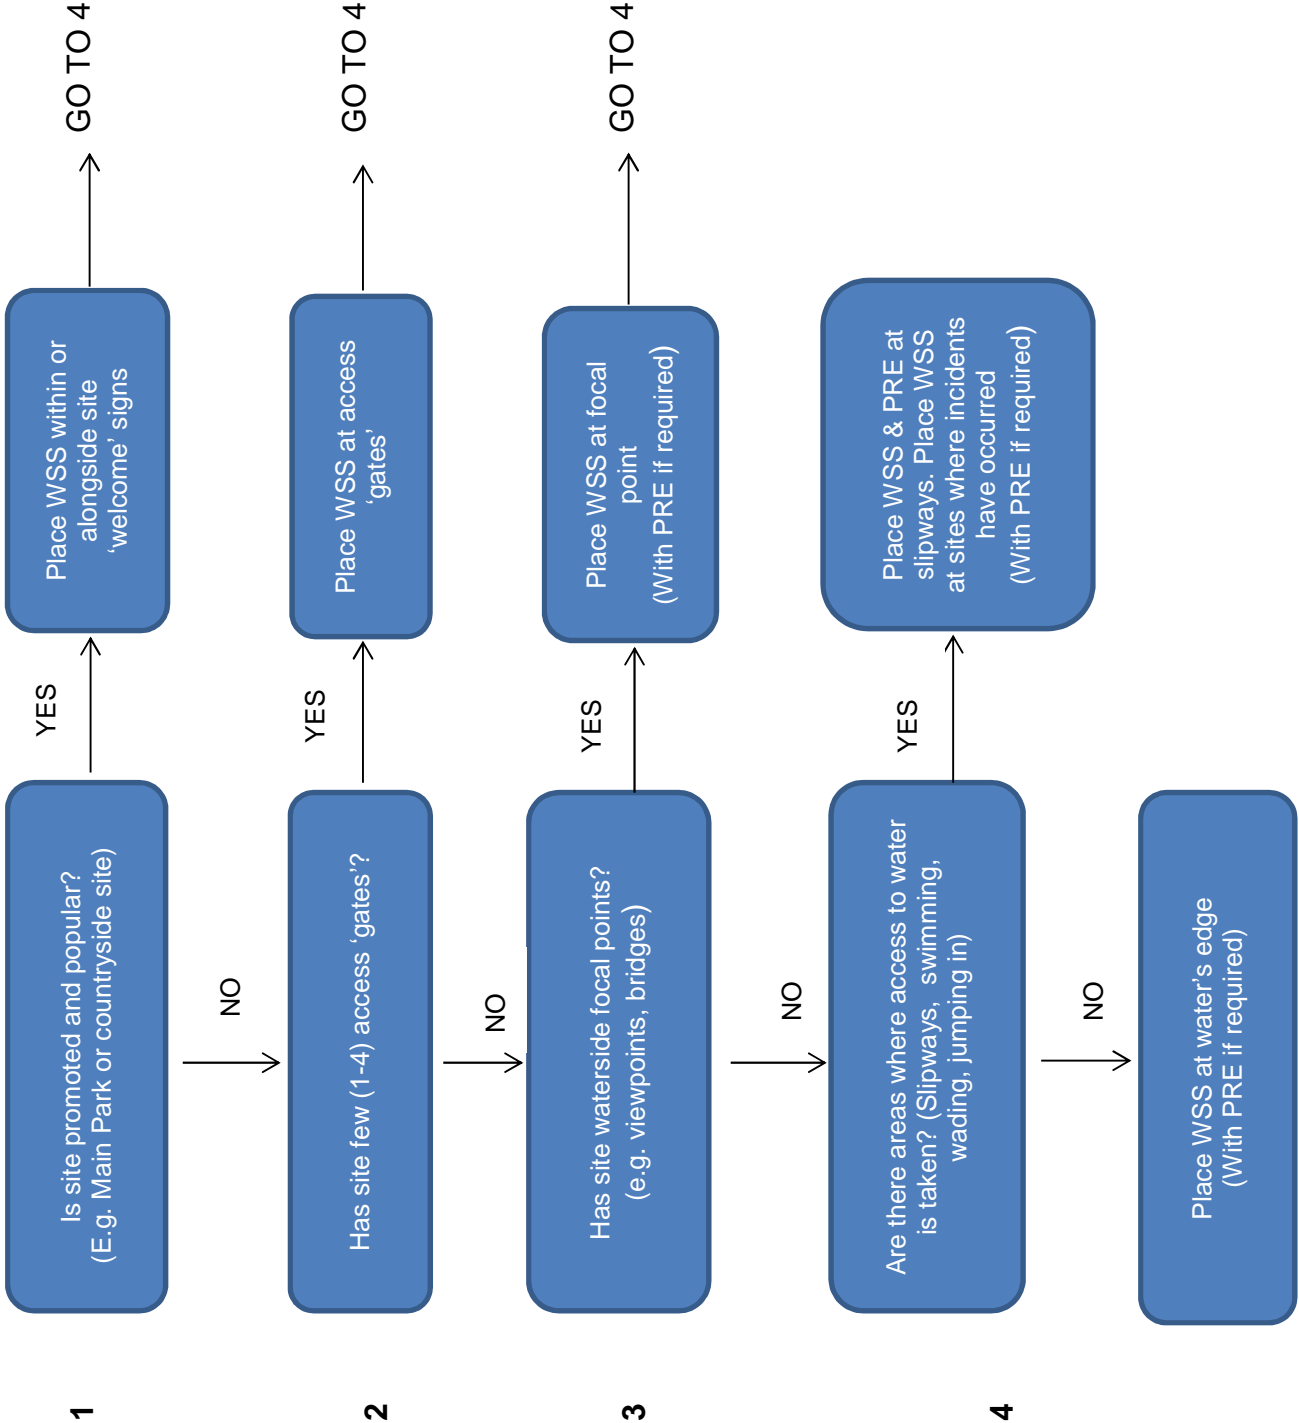 1
Is site promoted and popular?
(E.g. Main Park or countryside site)
YES
Place WSS within or
alongside site
‘welcome’ signs
GO TO 4
NO
2
Has site few (1-4) access ‘gates’?
YES
Place WSS at access
‘gates’
GO TO 4
NO
3
Has site waterside focal points?
(e.g. viewpoints, bridges)
YES
Place WSS at focal
point
(With PRE if required)
GO TO 4
NO
4
Are there areas where access to water
is taken? (Slipways, swimming,
wading, jumping in)
YES
Place WSS & PRE at
slipways. Place WSS
at sites where incidents
have occurred
(With PRE if required)
NO
Place WSS at water’s edge
(With PRE if required)